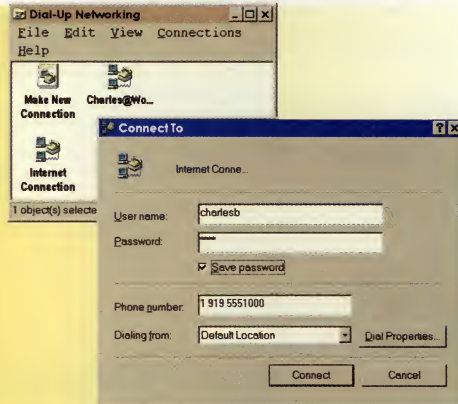 Dial-Up Networking
File Edit View Connections
Help
Make New
Connection
Charles@Wo...
Internet
Connection
1 object(s) selecte
Connect To
Internet Conne...
User name:
charlesb
Password:
****
Save password
Phone number:
1 919 5551000
Dialing from:
Default Location
Dial Properties...
Connect
Cancel